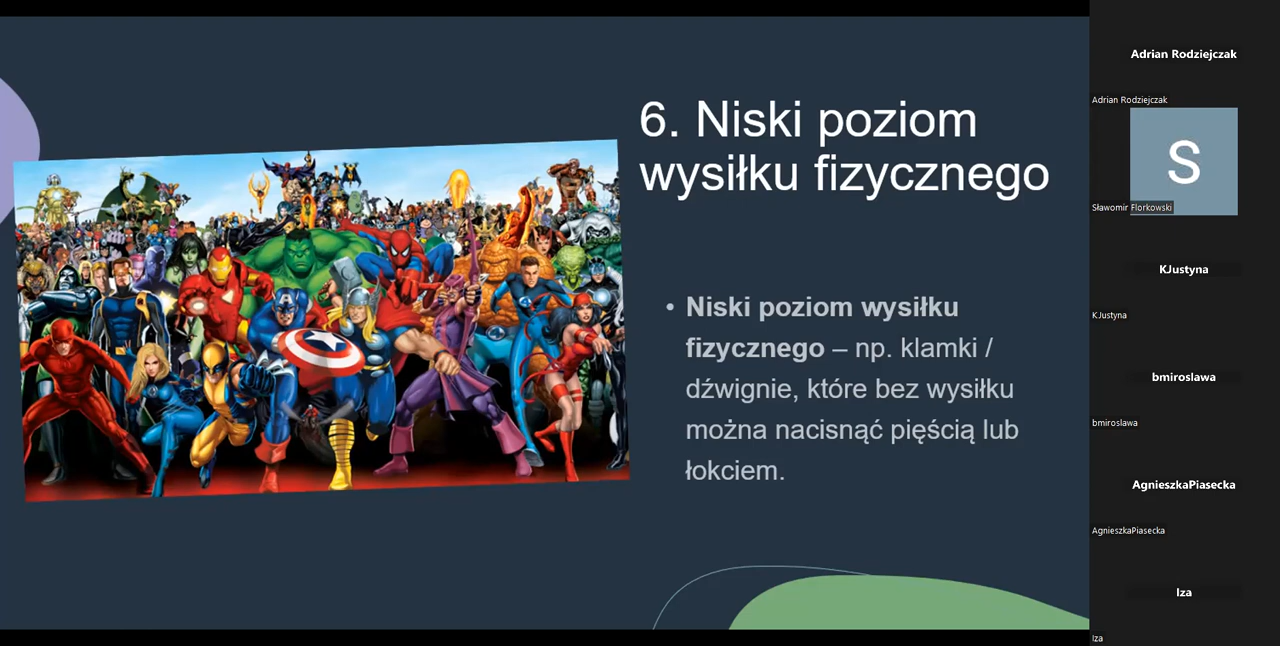 6. Niski poziom
wysiłku fizycznego
• Niski poziom wysiłku
fizycznego – np. klamki /
dźwignie, które bez wysiłku
można nacisnąć pięścią lub
łokciem.
Adrian Rodziejczak
Adrian Rodziejczak
S
Sławomir Florkowski
KJustyna
KJustyna
bmiroslawa
bmiroslawa
AgnieszkaPiasecka
AgnieszkaPiasecka
Iza
Iza